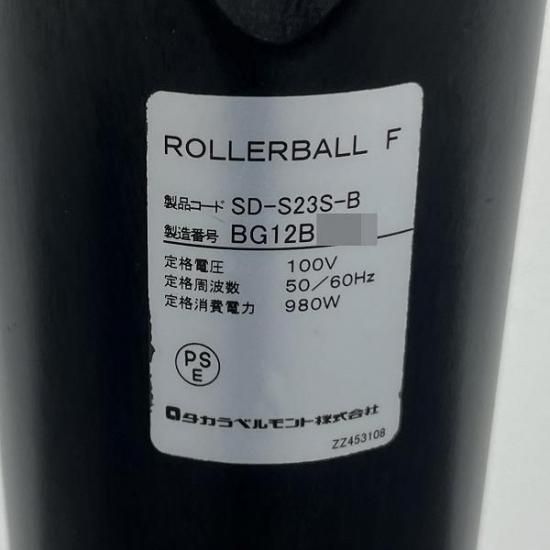 ROLLERBALL F
製品コード SD-S23S-B
製造番号 BG12B
定格電圧 100V
定格周波数 50/60Hz
定格消費電力 980W
PS
E
タカラベルモント株式会社
ZZ453108